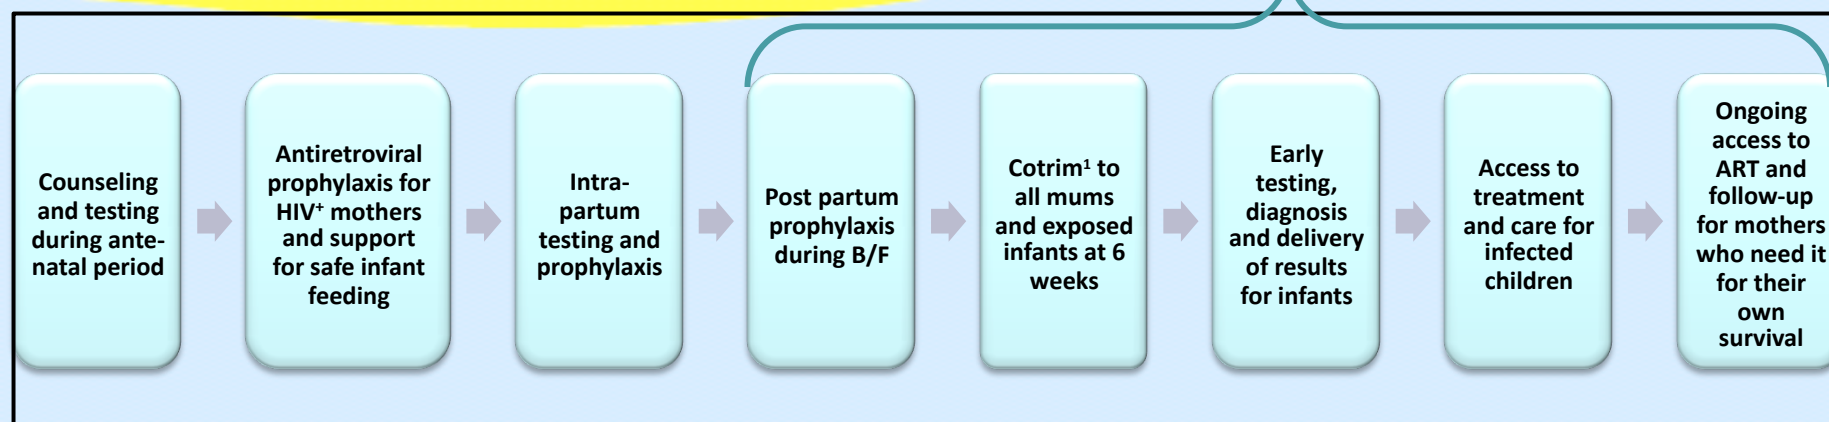 Counseling
and testing
during ante-
natal period
Antiretroviral
prophylaxis for
HIV⁺ mothers
and support
for safe infant
feeding
Intra-
partum
testing and
prophylaxis
Post partum
prophylaxis
during B/F
Cotrim¹ to
all mums
and exposed
infants at 6
weeks
Early
testing,
diagnosis
and delivery
of results
for infants
Access to
treatment
and care for
infected
children
Ongoing
access to
ART and
follow-up
for mothers
who need it
for their
own
survival